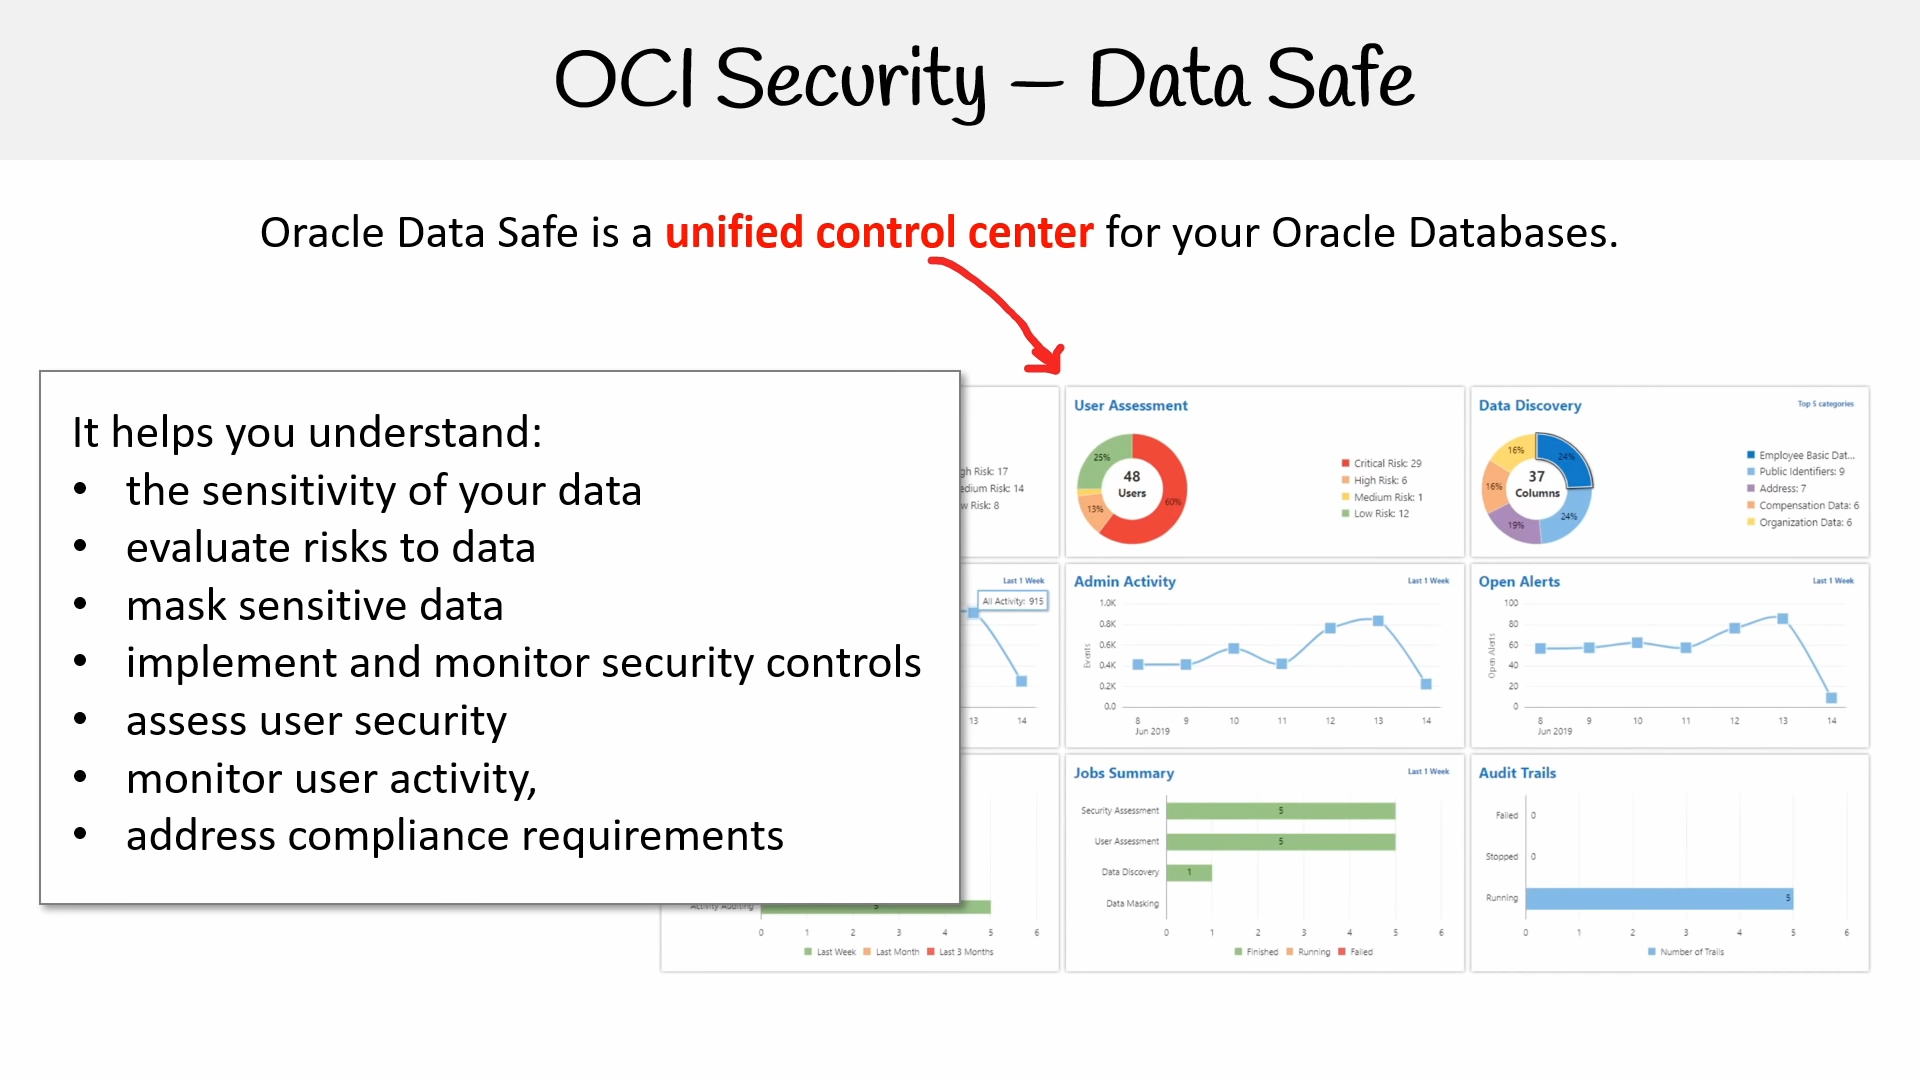 OCI Security – Data Safe
Oracle Data Safe is a unified control center for your Oracle Databases.
It helps you understand:
• the sensitivity of your data
• evaluate risks to data
• mask sensitive data
• implement and monitor security controls
• assess user security
• monitor user activity,
• address compliance requirements
gh Risk: 17
edium Risk: 14
w Risk: 8
User Assessment
25%
13%
60%
48
Users
Critical Risk: 29
High Risk: 6
Medium Risk: 1
Low Risk: 12
Data Discovery
Top 5 categories
16%
24%
16%
19%
24%
37
Columns
Employee Basic Dat...
Public Identifiers: 9
Address: 7
Compensation Data: 6
Organization Data: 6
Last 1 Week
All Activity: 915
13 14
Admin Activity
Last 1 Week
Events
1.0K
0.8K
0.6K
0.4K
0.2K
0.0
8 9 10 11 12 13 14
Jun 2019
Open Alerts
Last 1 Week
Open Alerts
100
80
60
40
20
0
8 9 10 11 12 13 14
Jun 2019
Activity Auditing
5
0 1 2 3 4 5 6
Last Week Last Month Last 3 Months
Jobs Summary
Last 1 Week
Security Assessment 5
User Assessment 5
Data Discovery 1
Data Masking
0 1 2 3 4 5 6
Finished Running Failed
Audit Trails
Failed 0
Stopped 0
Running 5
0 1 2 3 4 5 6
Number of Trails